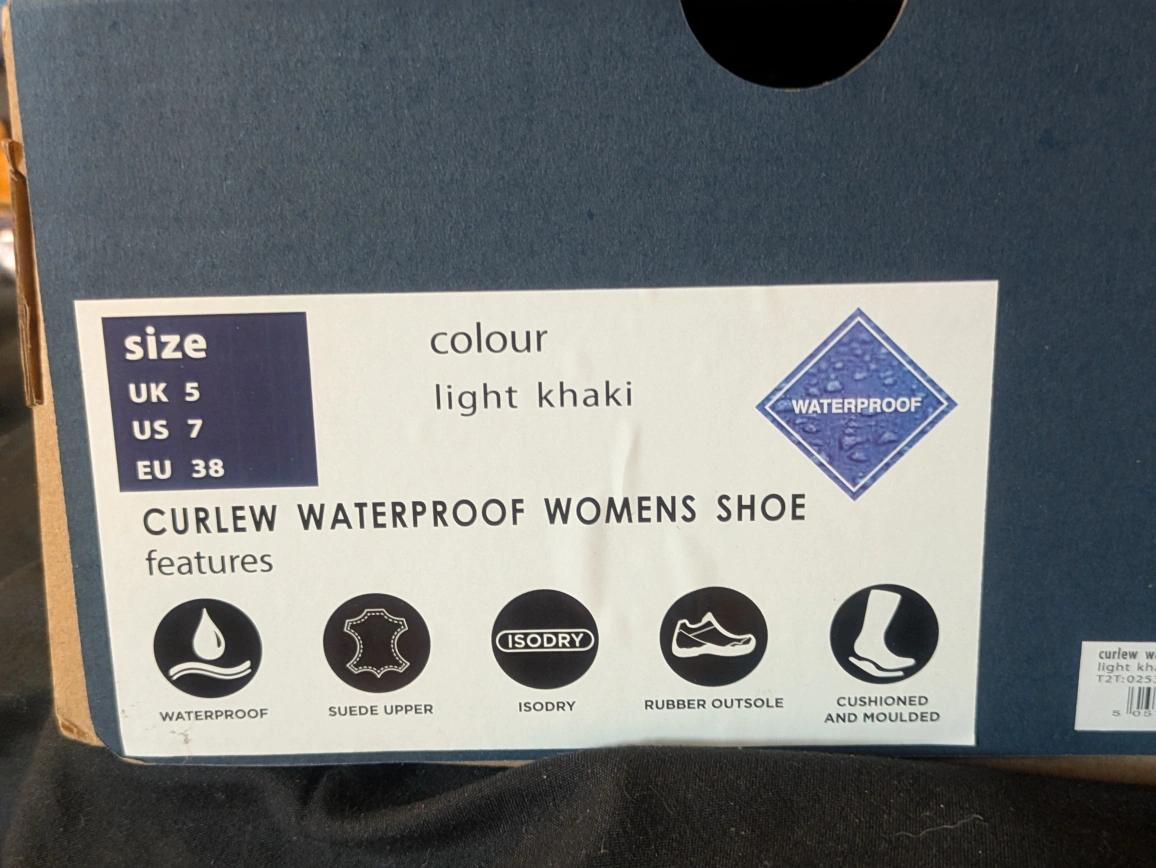 size
UK 5
US 7
EU 38
colour
light khaki
WATERPROOF
CURLEW WATERPROOF WOMENS SHOE
features
WATERPROOF
SUEDE UPPER
ISODRY
ISODRY
RUBBER OUTSOLE
CUSHIONED
AND MOULDED
curlew
light